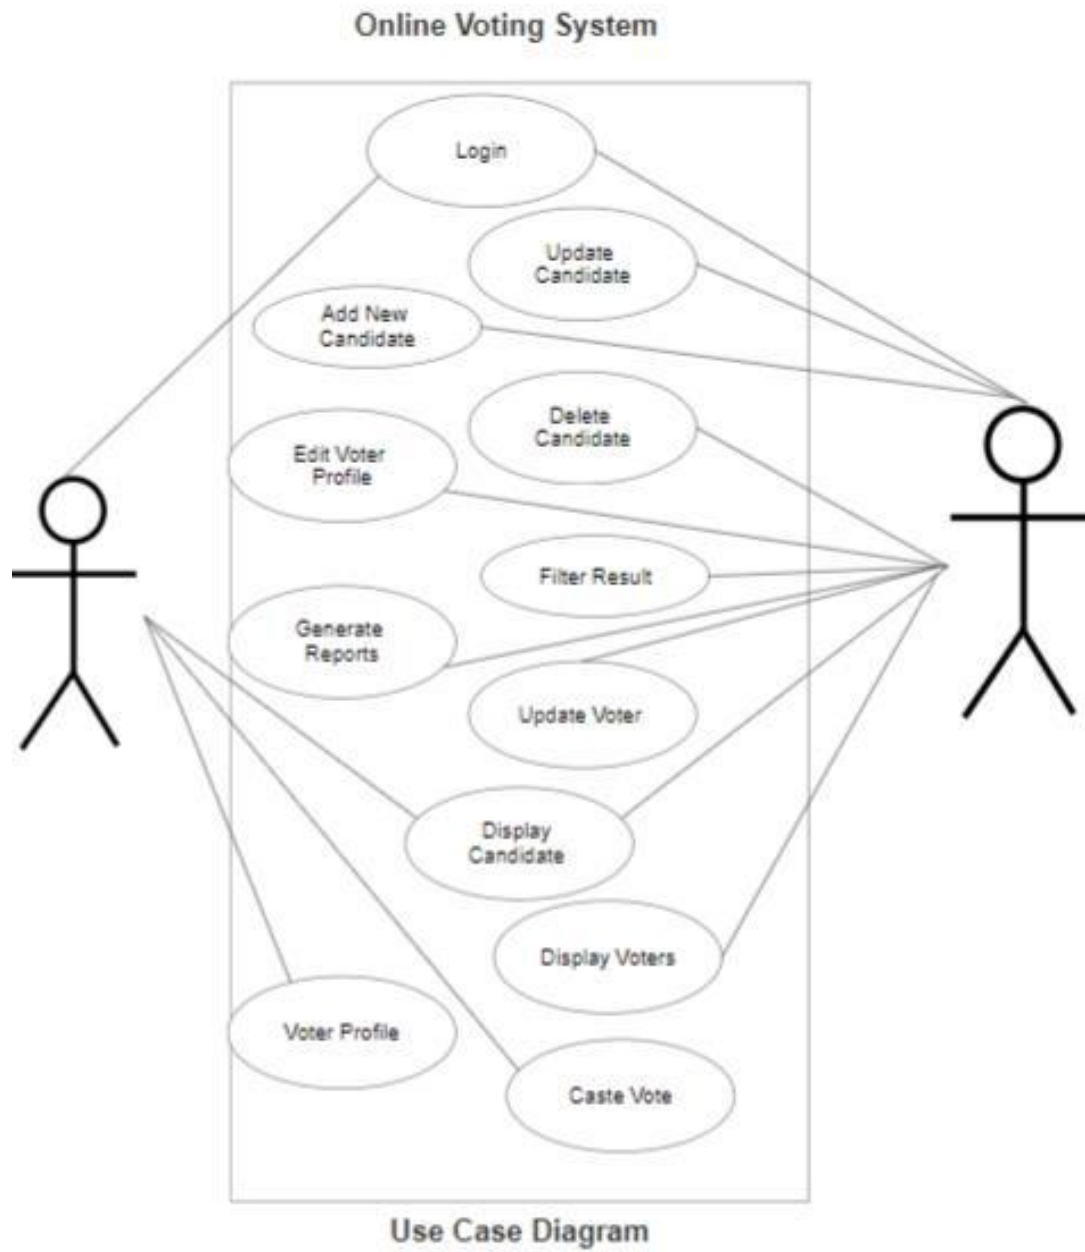 Online Voting System
Login
Update
Candidate
Add New
Candidate
Delete
Candidate
Edit Voter
Profile
Filter Result
Generate
Reports
Update Voter
Display
Candidate
Display Voters
Voter Profile
Caste Vote
Use Case Diagram